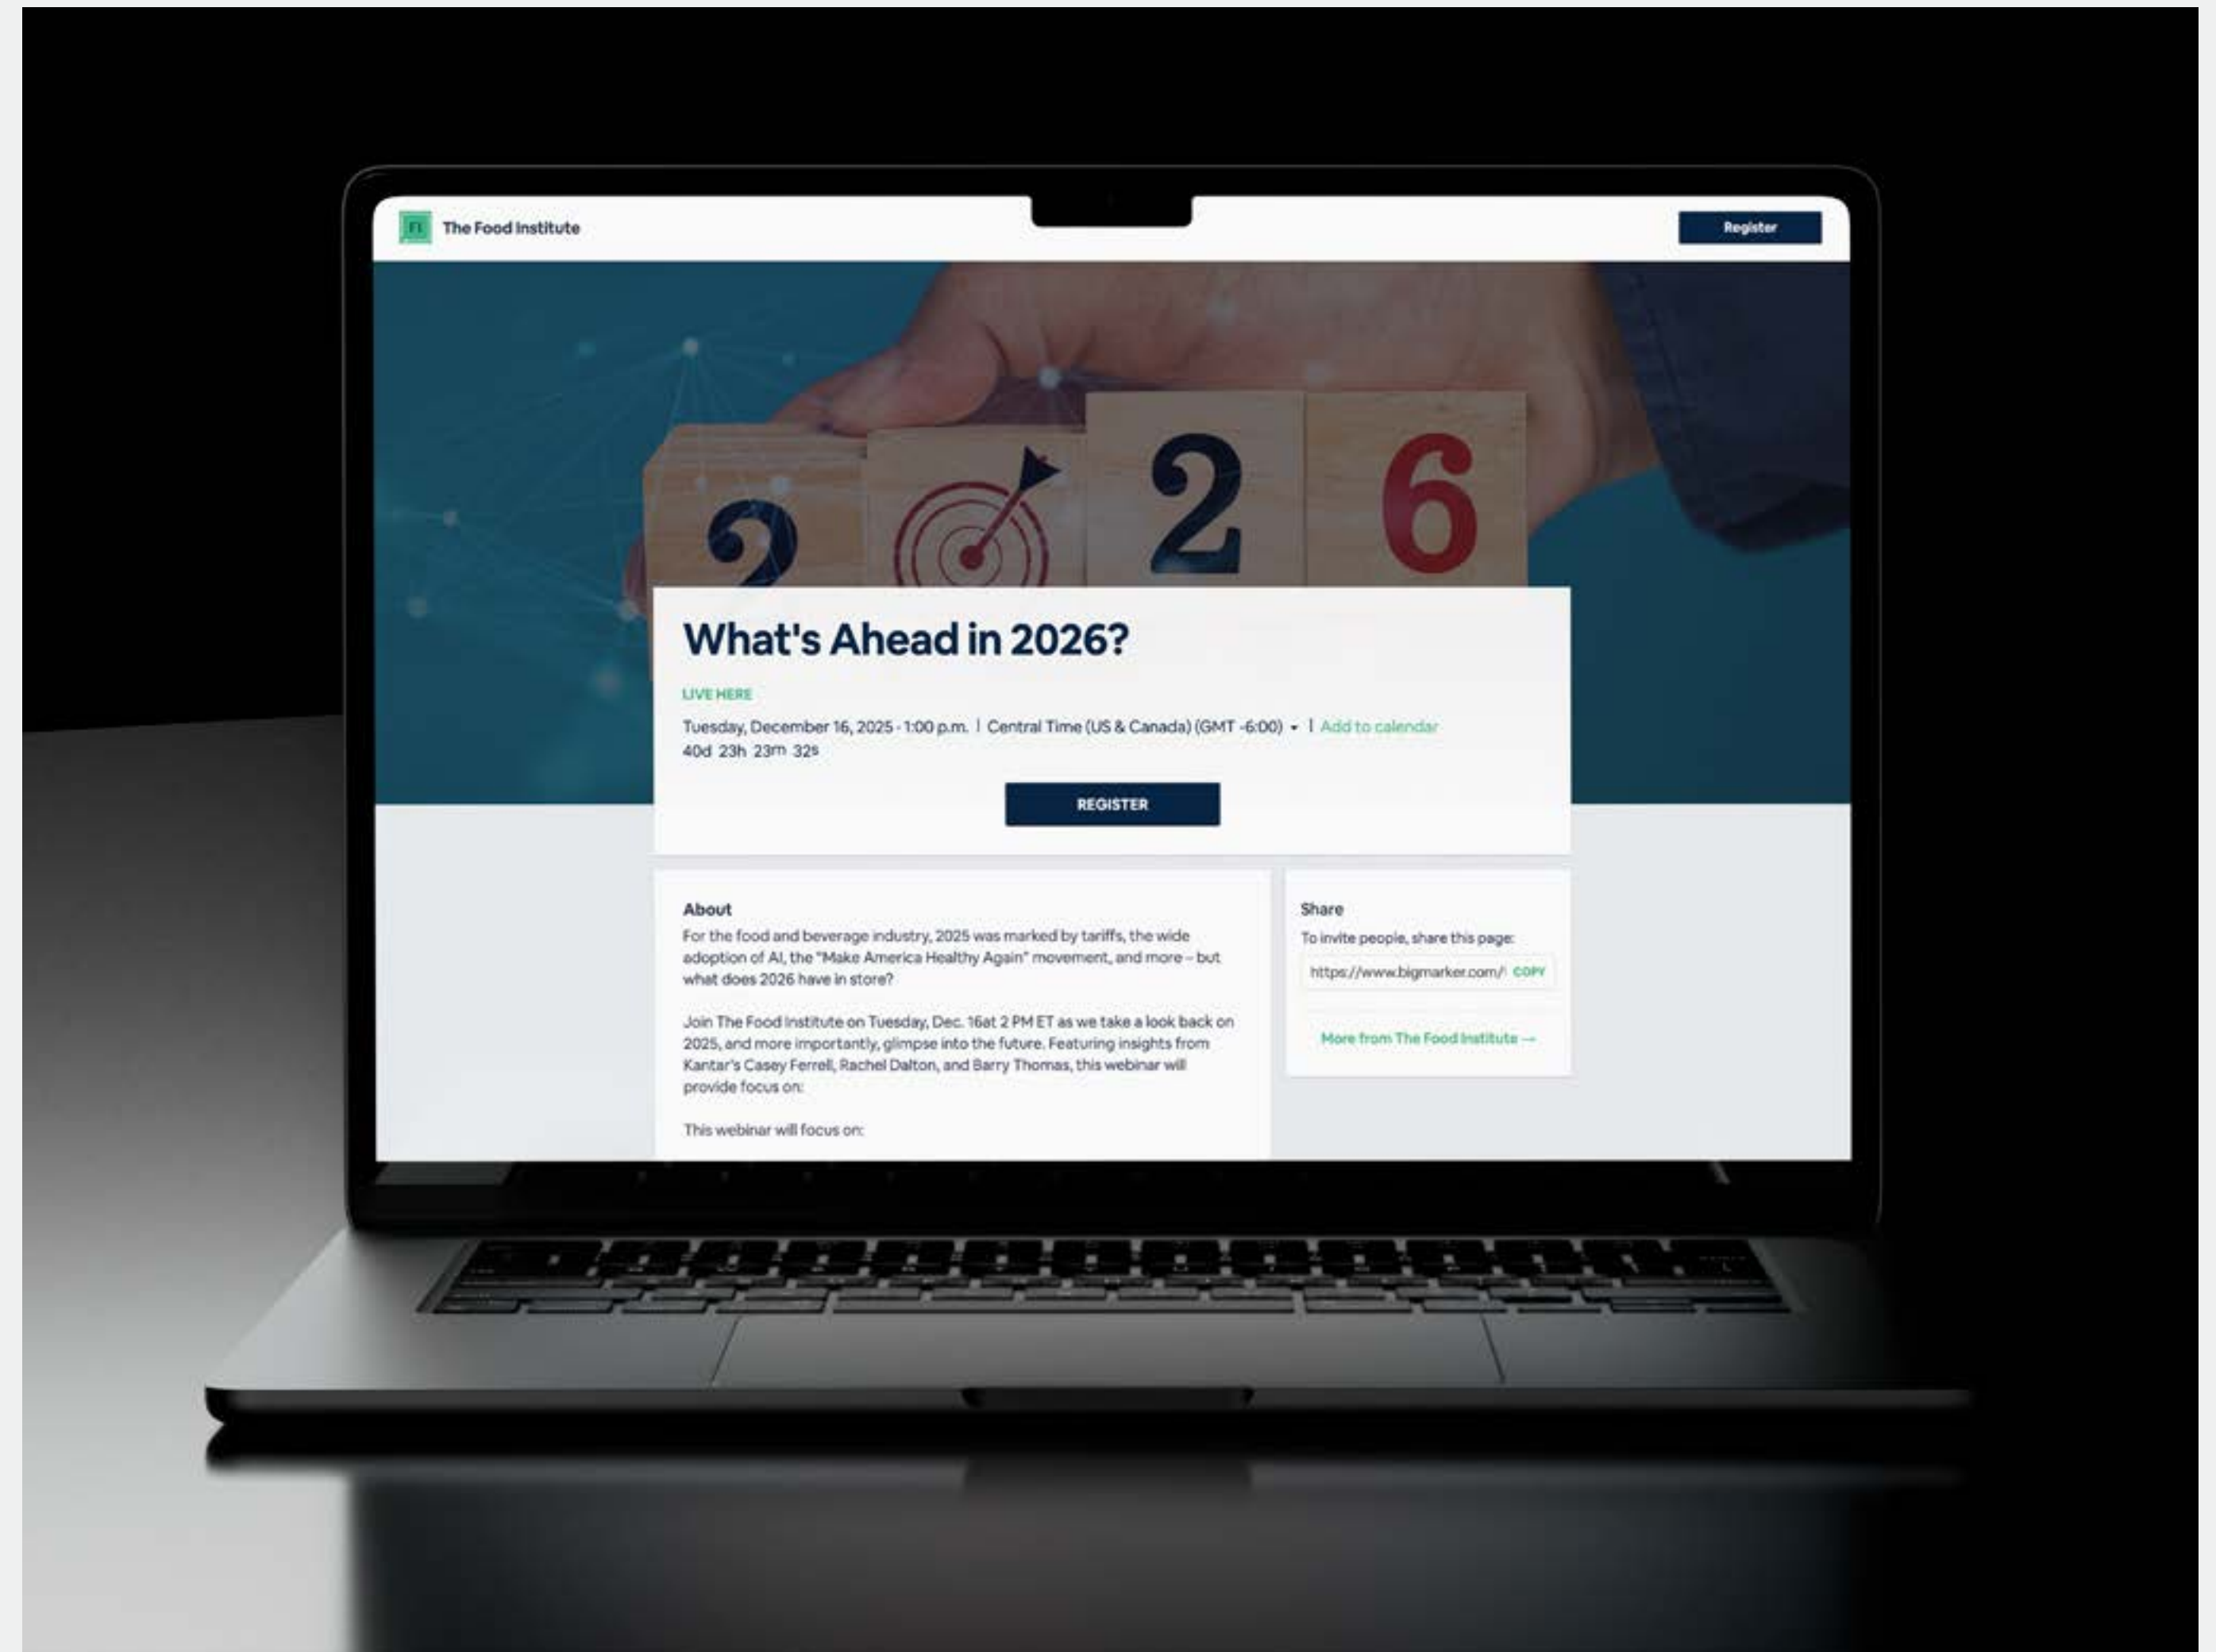 FI
The Food Institute
Register
2 2 6
What's Ahead in 2026?
LIVE HERE
Tuesday, December 16, 2025 - 1:00 p.m. | Central Time (US & Canada) (GMT -6:00) | Add to calendar
40d 23h 23m 32s
REGISTER
About
For the food and beverage industry, 2025 was marked by tariffs, the wide
adoption of AI, the "Make America Healthy Again" movement, and more – but
what does 2026 have in store?
Join The Food Institute on Tuesday, Dec. 16at 2 PM ET as we take a look back on
2025, and more importantly, glimpse into the future. Featuring insights from
Kantar's Casey Ferrell, Rachel Dalton, and Barry Thomas, this webinar will
provide focus on:
This webinar will focus on:
Share
To invite people, share this page:
https://www.bigmarker.com/ COPY
More from The Food Institute →